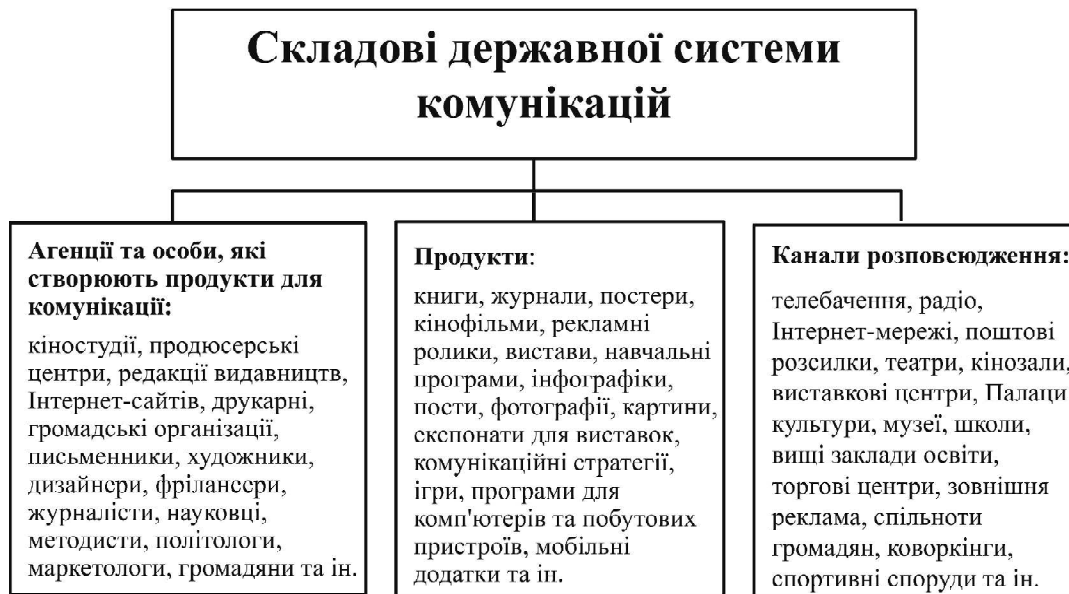 Складові державної системи
комунікацій
Агенції та особи, які
створюють продукти для
комунікації:
кіностудії, продюсерські
центри, редакції видавництв,
Інтернет-сайтів, друкарні,
громадські організації,
письменники, художники,
дизайнери, фрілансери,
журналісти, науковці,
методисти, політологи,
маркетологи, громадяни та ін.
Продукти:
книги, журнали, постери,
кінофільми, рекламні
ролики, вистави, навчальні
програми, інфографіки,
пости, фотографії, картини,
експонати для виставок,
комунікаційні стратегії,
ігри, програми для
комп'ютерів та побутових
пристроїв, мобільні
додатки та ін.
Канали розповсюдження:
телебачення, радіо,
Інтернет-мережі, поштові
розсилки, театри, кінозали,
виставкові центри, Палаци
культури, музеї, школи,
вищі заклади освіти,
торгові центри, зовнішня
реклама, спільноти
громадян, коворкінги,
спортивні споруди та ін.